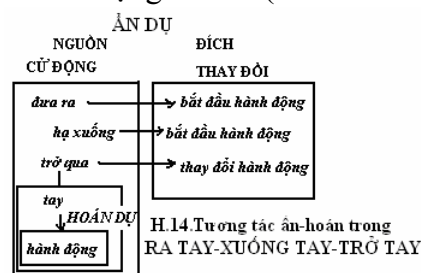 ẨN DỤ
NGUỒN ĐÍCH
CỬ ĐỘNG THAY ĐỔI
đưa ra bắt đầu hành động
hạ xuống bắt đầu hành động
trở qua thay đổi hành động
tay
HOÁN DỤ
hành động
H.14.Tương tác ân-hoán trong
RA TAY-XUỐNG TAY-TRỞ TAY